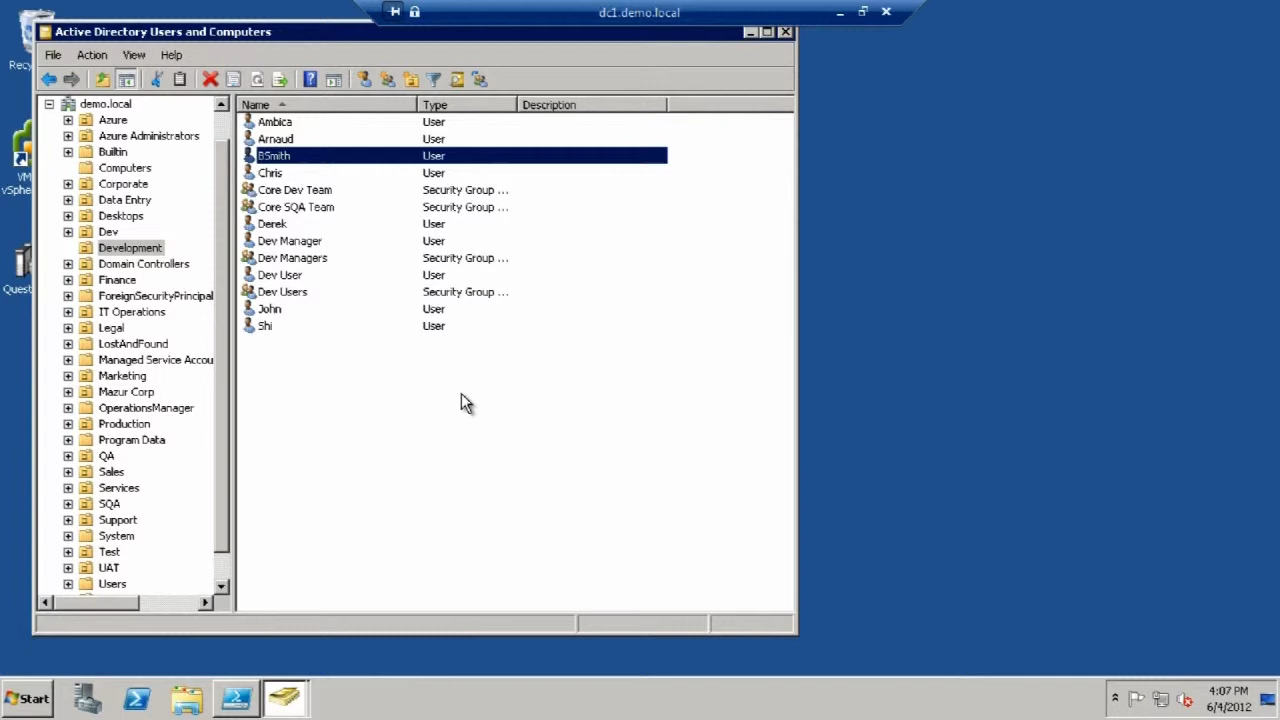 dc1.demo.local
Recy
VM
vSphe
Quest
Active Directory Users and Computers
File Action View Help
demo.local
Azure
Azure Administrators
Builtin
Computers
Corporate
Data Entry
Desktops
Dev
Development
Domain Controllers
Finance
ForeignSecurityPrincipal
IT Operations
Legal
LostAndFound
Managed Service Accou
Marketing
Mazur Corp
OperationsManager
Production
Program Data
QA
Sales
Services
SQA
Support
System
Test
UAT
Users
Name Type Description
Ambica User
Arnaud User
BSmith User
Chris User
Core Dev Team Security Group ...
Core SQA Team Security Group ...
Derek User
Dev Manager User
Dev Managers Security Group ...
Dev User User
Dev Users Security Group ...
John User
Shi User
Start
4:07 PM
6/4/2012